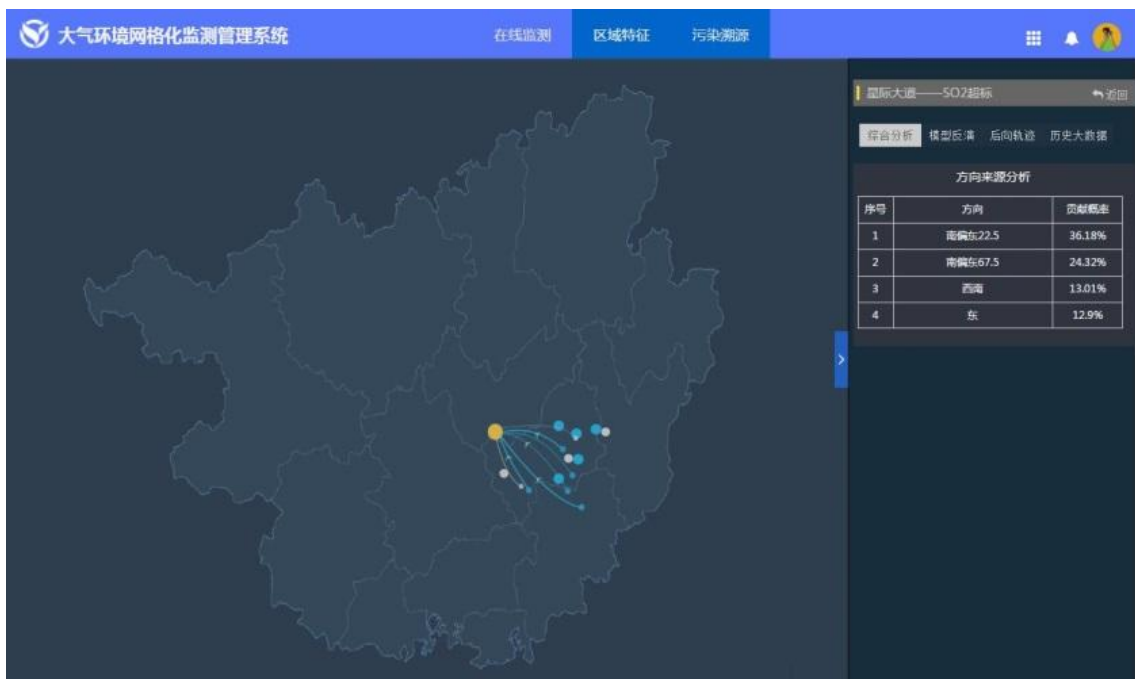 大气环境网格化监测管理系统
在线监测 区域特征 污染溯源
星际大道——SO2超标 返回
综合分析 模型反演 后向轨迹 历史大数据
方向来源分析
序号 方向 贡献概率
1 南偏东22.5 36.18%
2 南偏东67.5 24.32%
3 西南 13.01%
4 东 12.9%